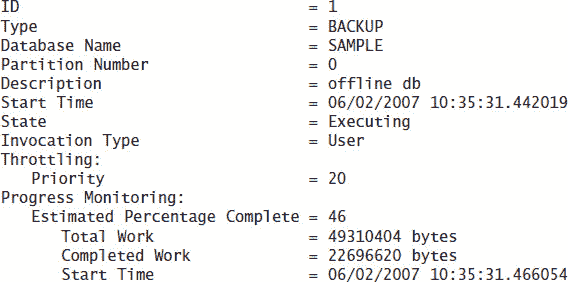 ID = 1
Type = BACKUP
Database Name = SAMPLE
Partition Number = 0
Description = offline db
Start Time = 06/02/2007 10:35:31.442019
State = Executing
Invocation Type = User
Throttling:
Priority = 20
Progress Monitoring:
Estimated Percentage Complete = 46
Total Work = 49310404 bytes
Completed Work = 22696620 bytes
Start Time = 06/02/2007 10:35:31.466054